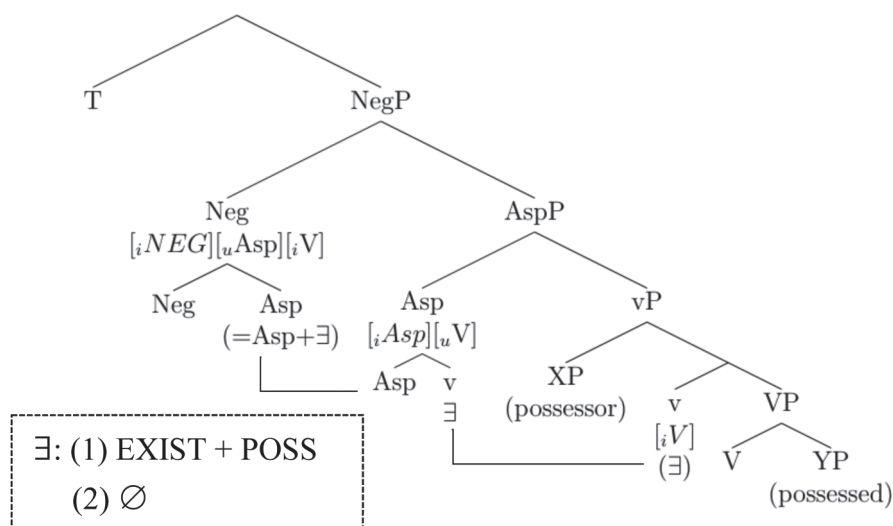 T NegP
Neg AspP
[ᵢNEG][ᵤAsp][ᵢV]
Neg Asp Asp vP
(=Asp+∃) [ᵢAsp][ᵤV]
Asp v XP v VP
∃ (possessor) [ᵢV]
(∃) V YP
(possessed)
∃: (1) EXIST + POSS
(2) ∅